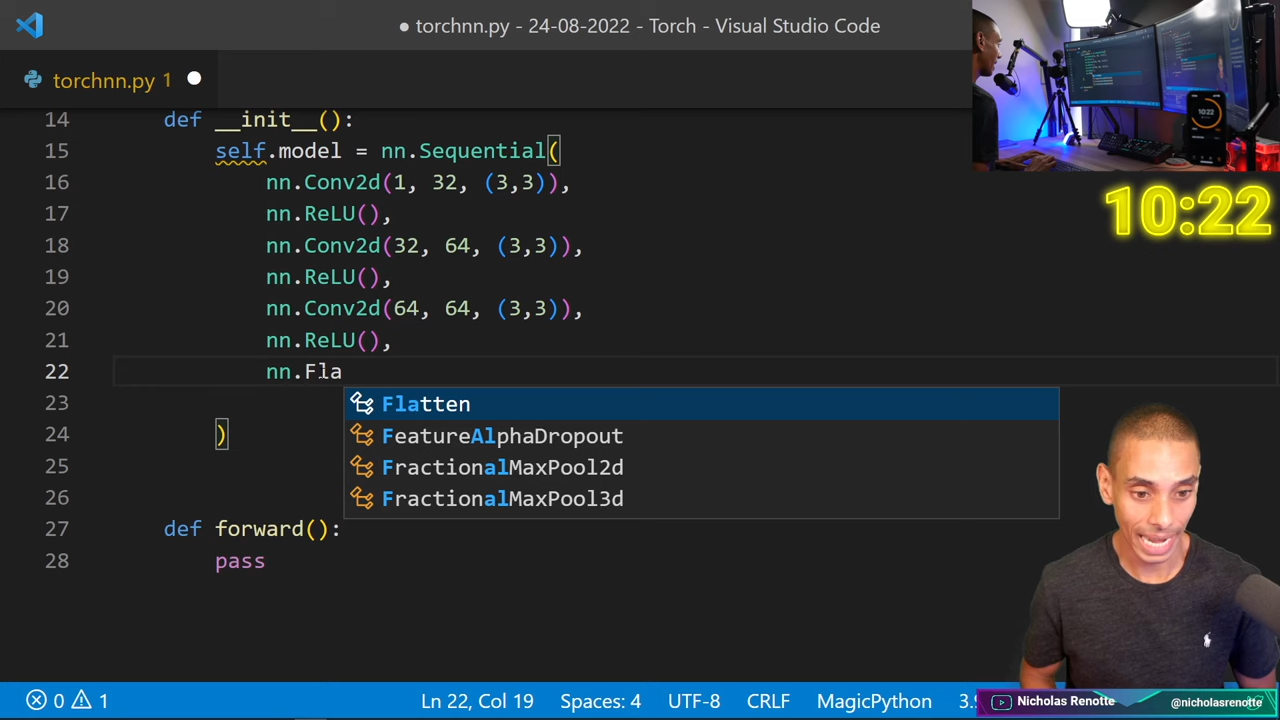 torchnn.py - 24-08-2022 - Torch - Visual Studio Code
torchnn.py 1
14 def __init__():
15 self.model = nn.Sequential(
16 nn.Conv2d(1, 32, (3,3)),
17 nn.ReLU(),
18 nn.Conv2d(32, 64, (3,3)),
19 nn.ReLU(),
20 nn.Conv2d(64, 64, (3,3)),
21 nn.ReLU(),
22 nn.Fla
23
24 )
25
26
27 def forward():
28 pass
Flatten
FeatureAlphaDropout
FractionalMaxPool2d
FractionalMaxPool3d
10:22
10:22
0 1 Ln 22, Col 19 Spaces: 4 UTF-8 CRLF MagicPython
Nicholas Renotte @nicholasrenotte